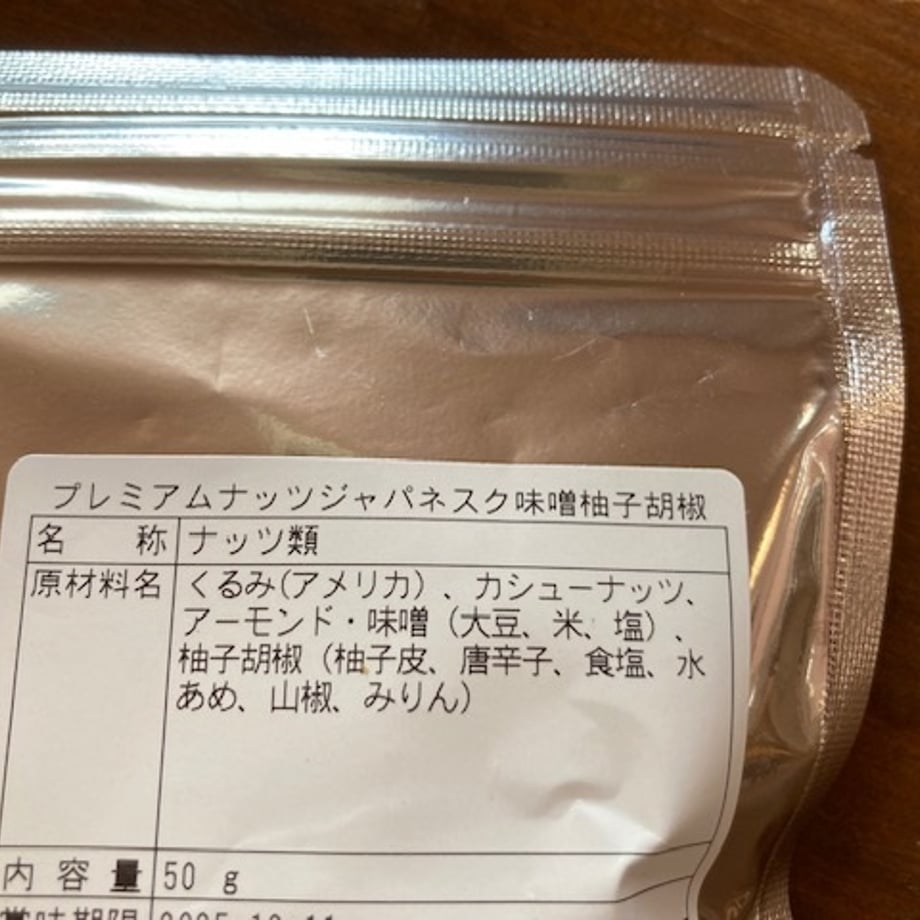 プレミアムナッツジャパネスク味噌柚子胡椒
名 称 ナッツ類
原材料名 くるみ(アメリカ)、カシューナッツ、
アーモンド・味噌(大豆、米、塩)、
柚子胡椒(柚子皮、唐辛子、食塩、水
あめ、山椒、みりん)
内 容 量 50 g
賞味期限